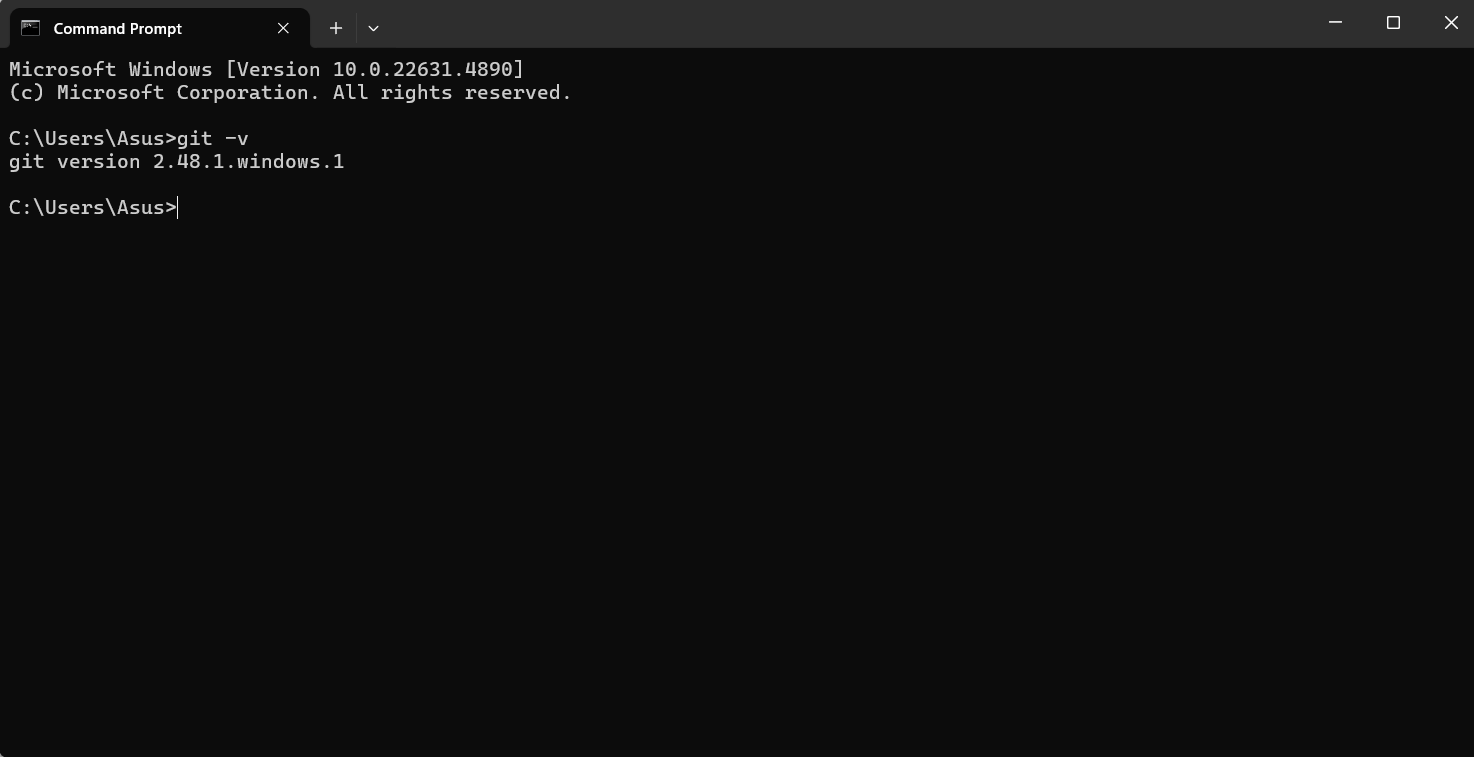 Command Prompt
Microsoft Windows [Version 10.0.22631.4890]
(c) Microsoft Corporation. All rights reserved.
C:\Users\Asus>git -v
git version 2.48.1.windows.1
C:\Users\Asus>